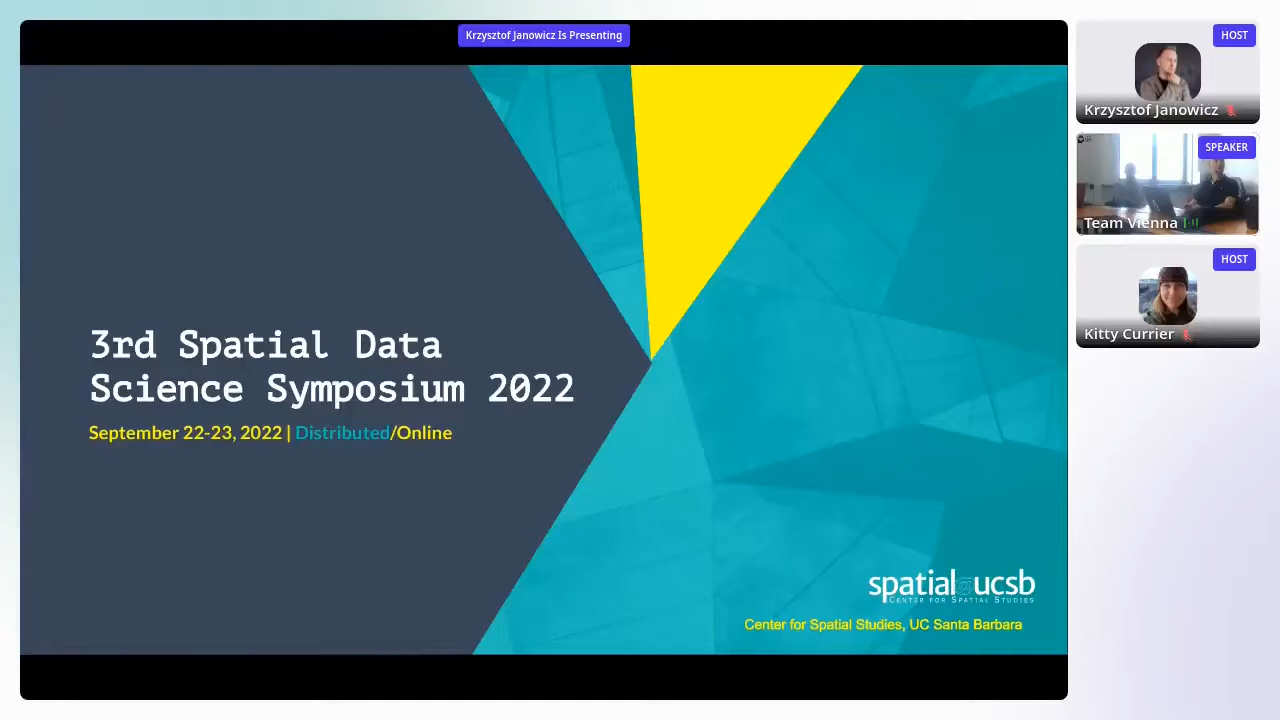 Krzysztof Janowicz Is Presenting
3rd Spatial Data
Science Symposium 2022
September 22-23, 2022 | Distributed/Online
spatial@ucsb
CENTER FOR SPATIAL STUDIES
Center for Spatial Studies, UC Santa Barbara
HOST
Krzysztof Janowicz
SPEAKER
Team Vienna
HOST
Kitty Currier